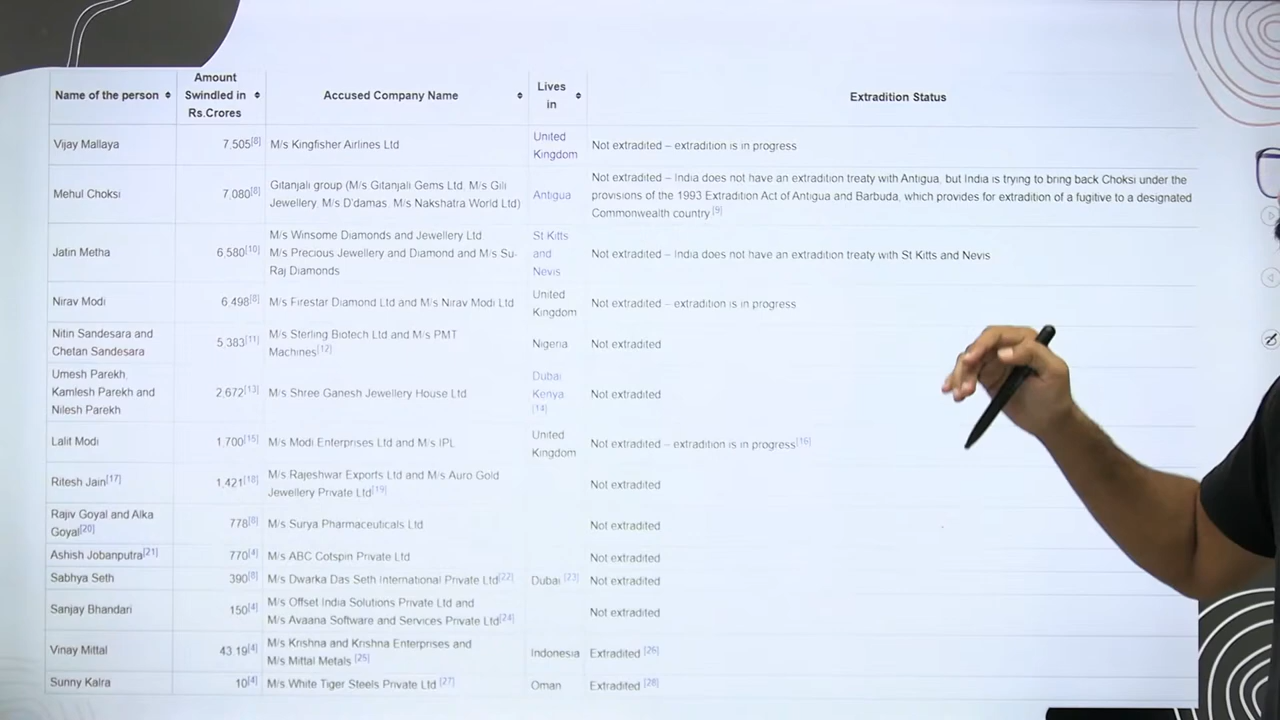 Name of the person
Amount
Swindled in
Rs.Crores
Accused Company Name
Lives
in
Extradition Status
Vijay Mallaya
7,505[8]
M/s Kingfisher Airlines Ltd
United
Kingdom
Not extradited – extradition is in progress
Mehul Choksi
7,080[8]
Gitanjali group (M/s Gitanjali Gems Ltd, M/s Gili
Jewellery, M/s D'damas, M/s Nakshatra World Ltd)
Antigua
Not extradited – India does not have an extradition treaty with Antigua, but India is trying to bring back Choksi under the
provisions of the 1993 Extradition Act of Antigua and Barbuda, which provides for extradition of a fugitive to a designated
Commonwealth country.[9]
Jatin Metha
6,580[10]
M/s Winsome Diamonds and Jewellery Ltd
M/s Precious Jewellery and Diamond and M/s Su-
Raj Diamonds
St Kitts
and
Nevis
Not extradited – India does not have an extradition treaty with St Kitts and Nevis
Nirav Modi
6,498[8]
M/s Firestar Diamond Ltd and M/s Nirav Modi Ltd
United
Kingdom
Not extradited – extradition is in progress
Nitin Sandesara and
Chetan Sandesara
5,383[11]
M/s Sterling Biotech Ltd and M/s PMT
Machines[12]
Nigeria
Not extradited
Umesh Parekh,
Kamlesh Parekh and
Nilesh Parekh
2,672[13]
M/s Shree Ganesh Jewellery House Ltd
Dubai,
Kenya
[14]
Not extradited
Lalit Modi
1,700[15]
M/s Modi Enterprises Ltd and M/s IPL
United
Kingdom
Not extradited – extradition is in progress[16]
Ritesh Jain[17]
1,421[18]
M/s Rajeshwar Exports Ltd and M/s Auro Gold
Jewellery Private Ltd[19]
Not extradited
Rajiv Goyal and Alka
Goyal[20]
778[8]
M/s Surya Pharmaceuticals Ltd
Not extradited
Ashish Jobanputra[21]
770[4]
M/s ABC Cotspin Private Ltd
Not extradited
Sabhya Seth
390[8]
M/s Dwarka Das Seth International Private Ltd[22]
Dubai [23]
Not extradited
Sanjay Bhandari
150[4]
M/s Offset India Solutions Private Ltd and
M/s Avaana Software and Services Private Ltd[24]
Not extradited
Vinay Mittal
43.19[4]
M/s Krishna and Krishna Enterprises and
M/s Mittal Metals [25]
Indonesia
Extradited [26]
Sunny Kalra
10[4]
M/s White Tiger Steels Private Ltd [27]
Oman
Extradited [28]